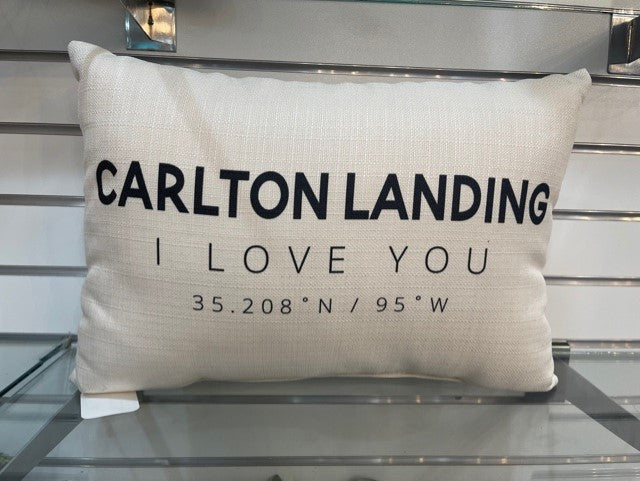 CARLTON LANDING
I LOVE YOU
35.208°N / 95°W